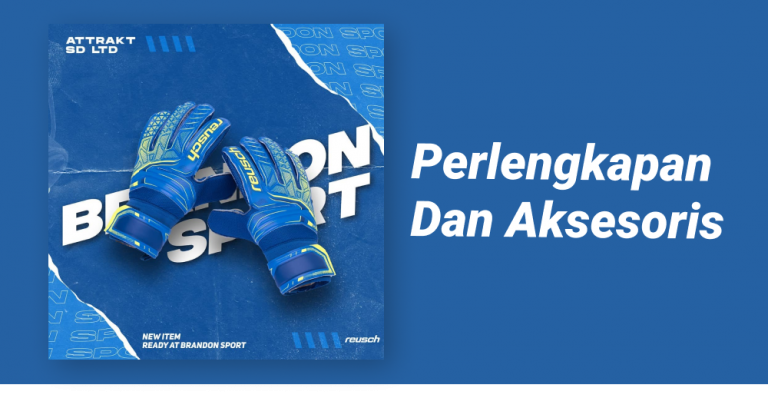 ATTRAKT
SD LTD
BRANDON
SPORT
reusch
reusch
NEW ITEM
READY AT BRANDON SPORT
reusch
Perlengkapan
Dan Aksesoris